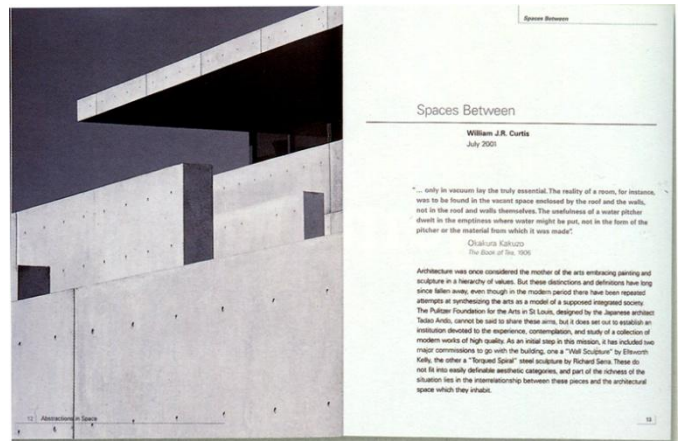 12 Abstractions in Space
Spaces Between
Spaces Between
William J.R. Curtis
July 2001
"... only in vacuum lay the truly essential. The reality of a room, for instance,
was to be found in the vacant space enclosed by the roof and the walls,
not in the roof and walls themselves. The usefulness of a water pitcher
dwelt in the emptiness where water might be put, not in the form of the
pitcher or the material from which it was made".
Okakura Kakuzo
The Book of Tea, 1906
Architecture was once considered the mother of the arts embracing painting and
sculpture in a hierarchy of values. But these distinctions and definitions have long
since fallen away, even though in the modern period there have been repeated
attempts at synthesizing the arts as a model of a supposed integrated society.
The Pulitzer Foundation for the Arts in St Louis, designed by the Japanese architect
Tadao Ando, cannot be said to share these aims, but it does set out to establish an
institution devoted to the experience, contemplation, and study of a collection of
modern works of high quality. As an initial step in this mission, it has included two
major commissions to go with the building, one a "Wall Sculpture" by Ellsworth
Kelly, the other a "Torqued Spiral" steel sculpture by Richard Serra. These do
not fit into easily definable aesthetic categories, and part of the richness of the
situation lies in the interrelationship between these pieces and the architectural
space which they inhabit.
13